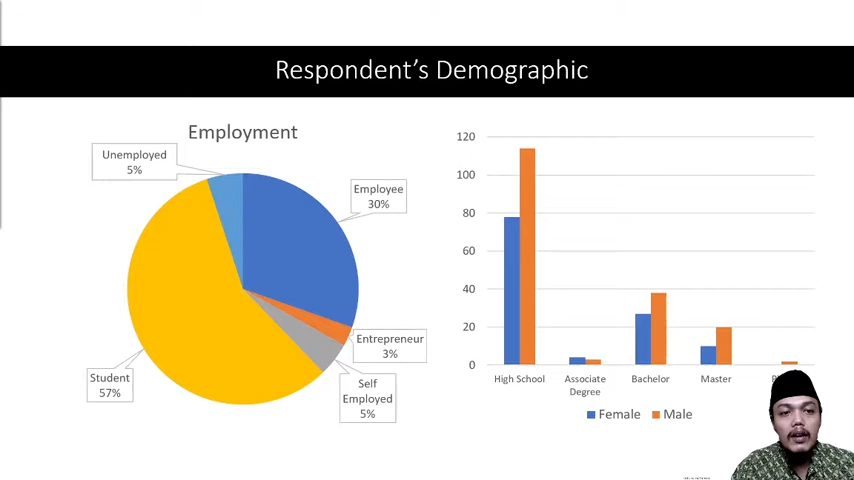 Respondent's Demographic
Employment
Unemployed
5%
Employee
30%
Entrepreneur
3%
Self
Employed
5%
Student
57%
120
100
80
60
40
20
0
High School
Associate
Degree
Bachelor
Master
Female
Male